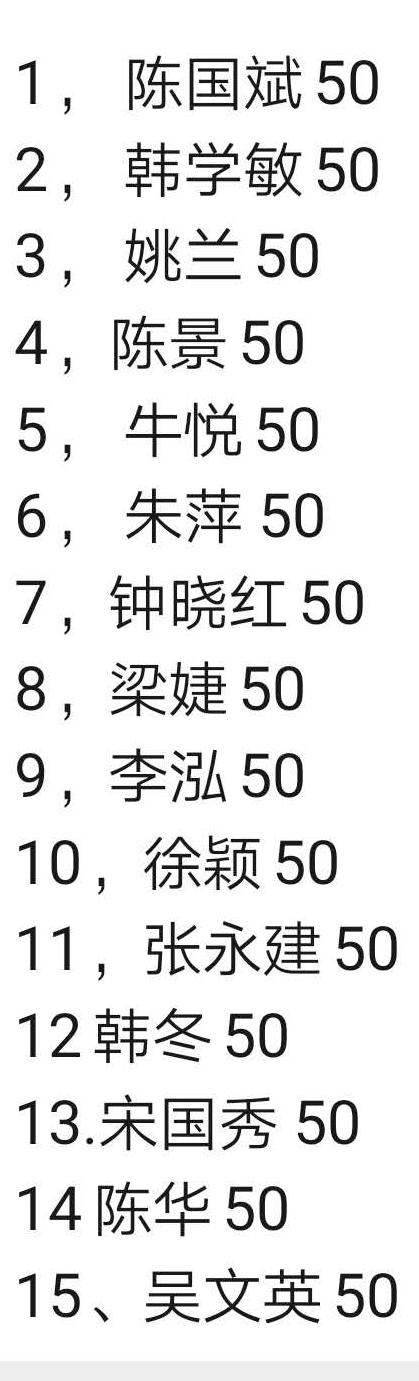 1， 陈国斌 50
2， 韩学敏 50
3， 姚兰 50
4，陈景 50
5， 牛悦 50
6， 朱萍 50
7，钟晓红 50
8，梁婕 50
9，李泓 50
10，徐颖 50
11，张永建 50
12 韩冬 50
13.宋国秀 50
14 陈华 50
15、吴文英 50